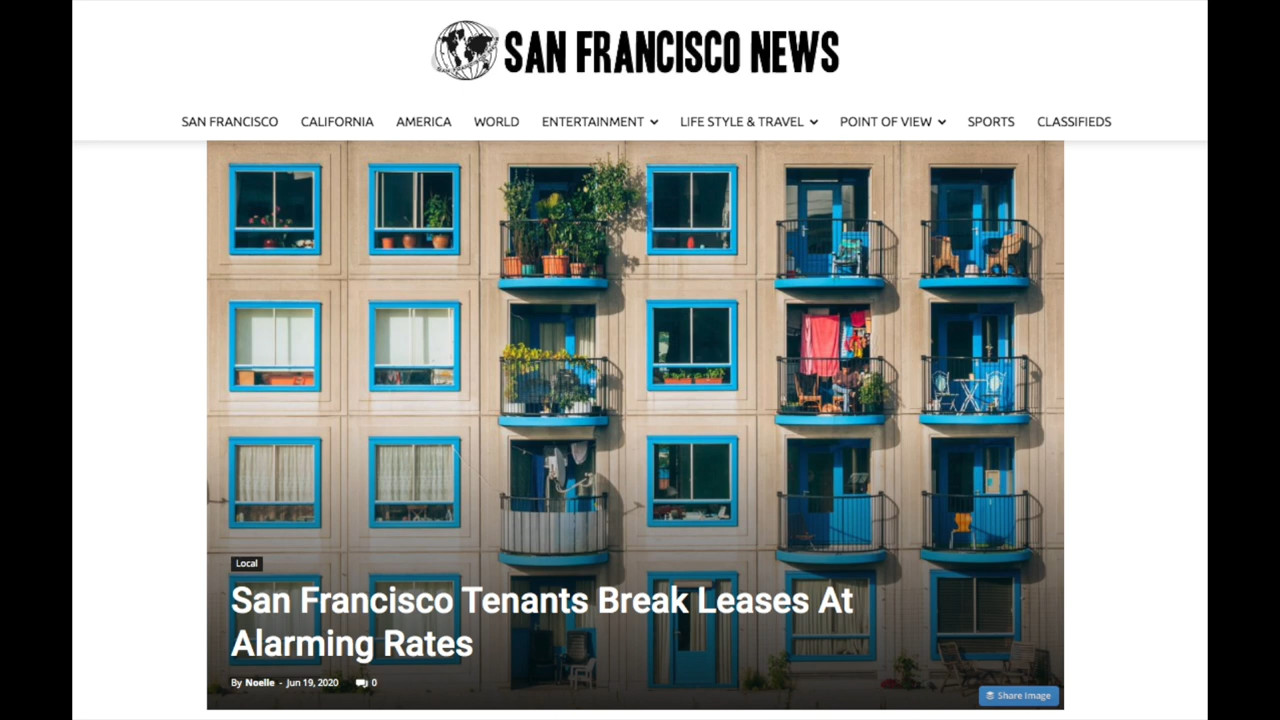 SAN FRANCISCO NEWS
SAN FRANCISCO CALIFORNIA AMERICA WORLD ENTERTAINMENT LIFE STYLE & TRAVEL POINT OF VIEW SPORTS CLASSIFIEDS
Local
San Francisco Tenants Break Leases At
Alarming Rates
By Noelle - Jun 19, 2020 0
Share Image